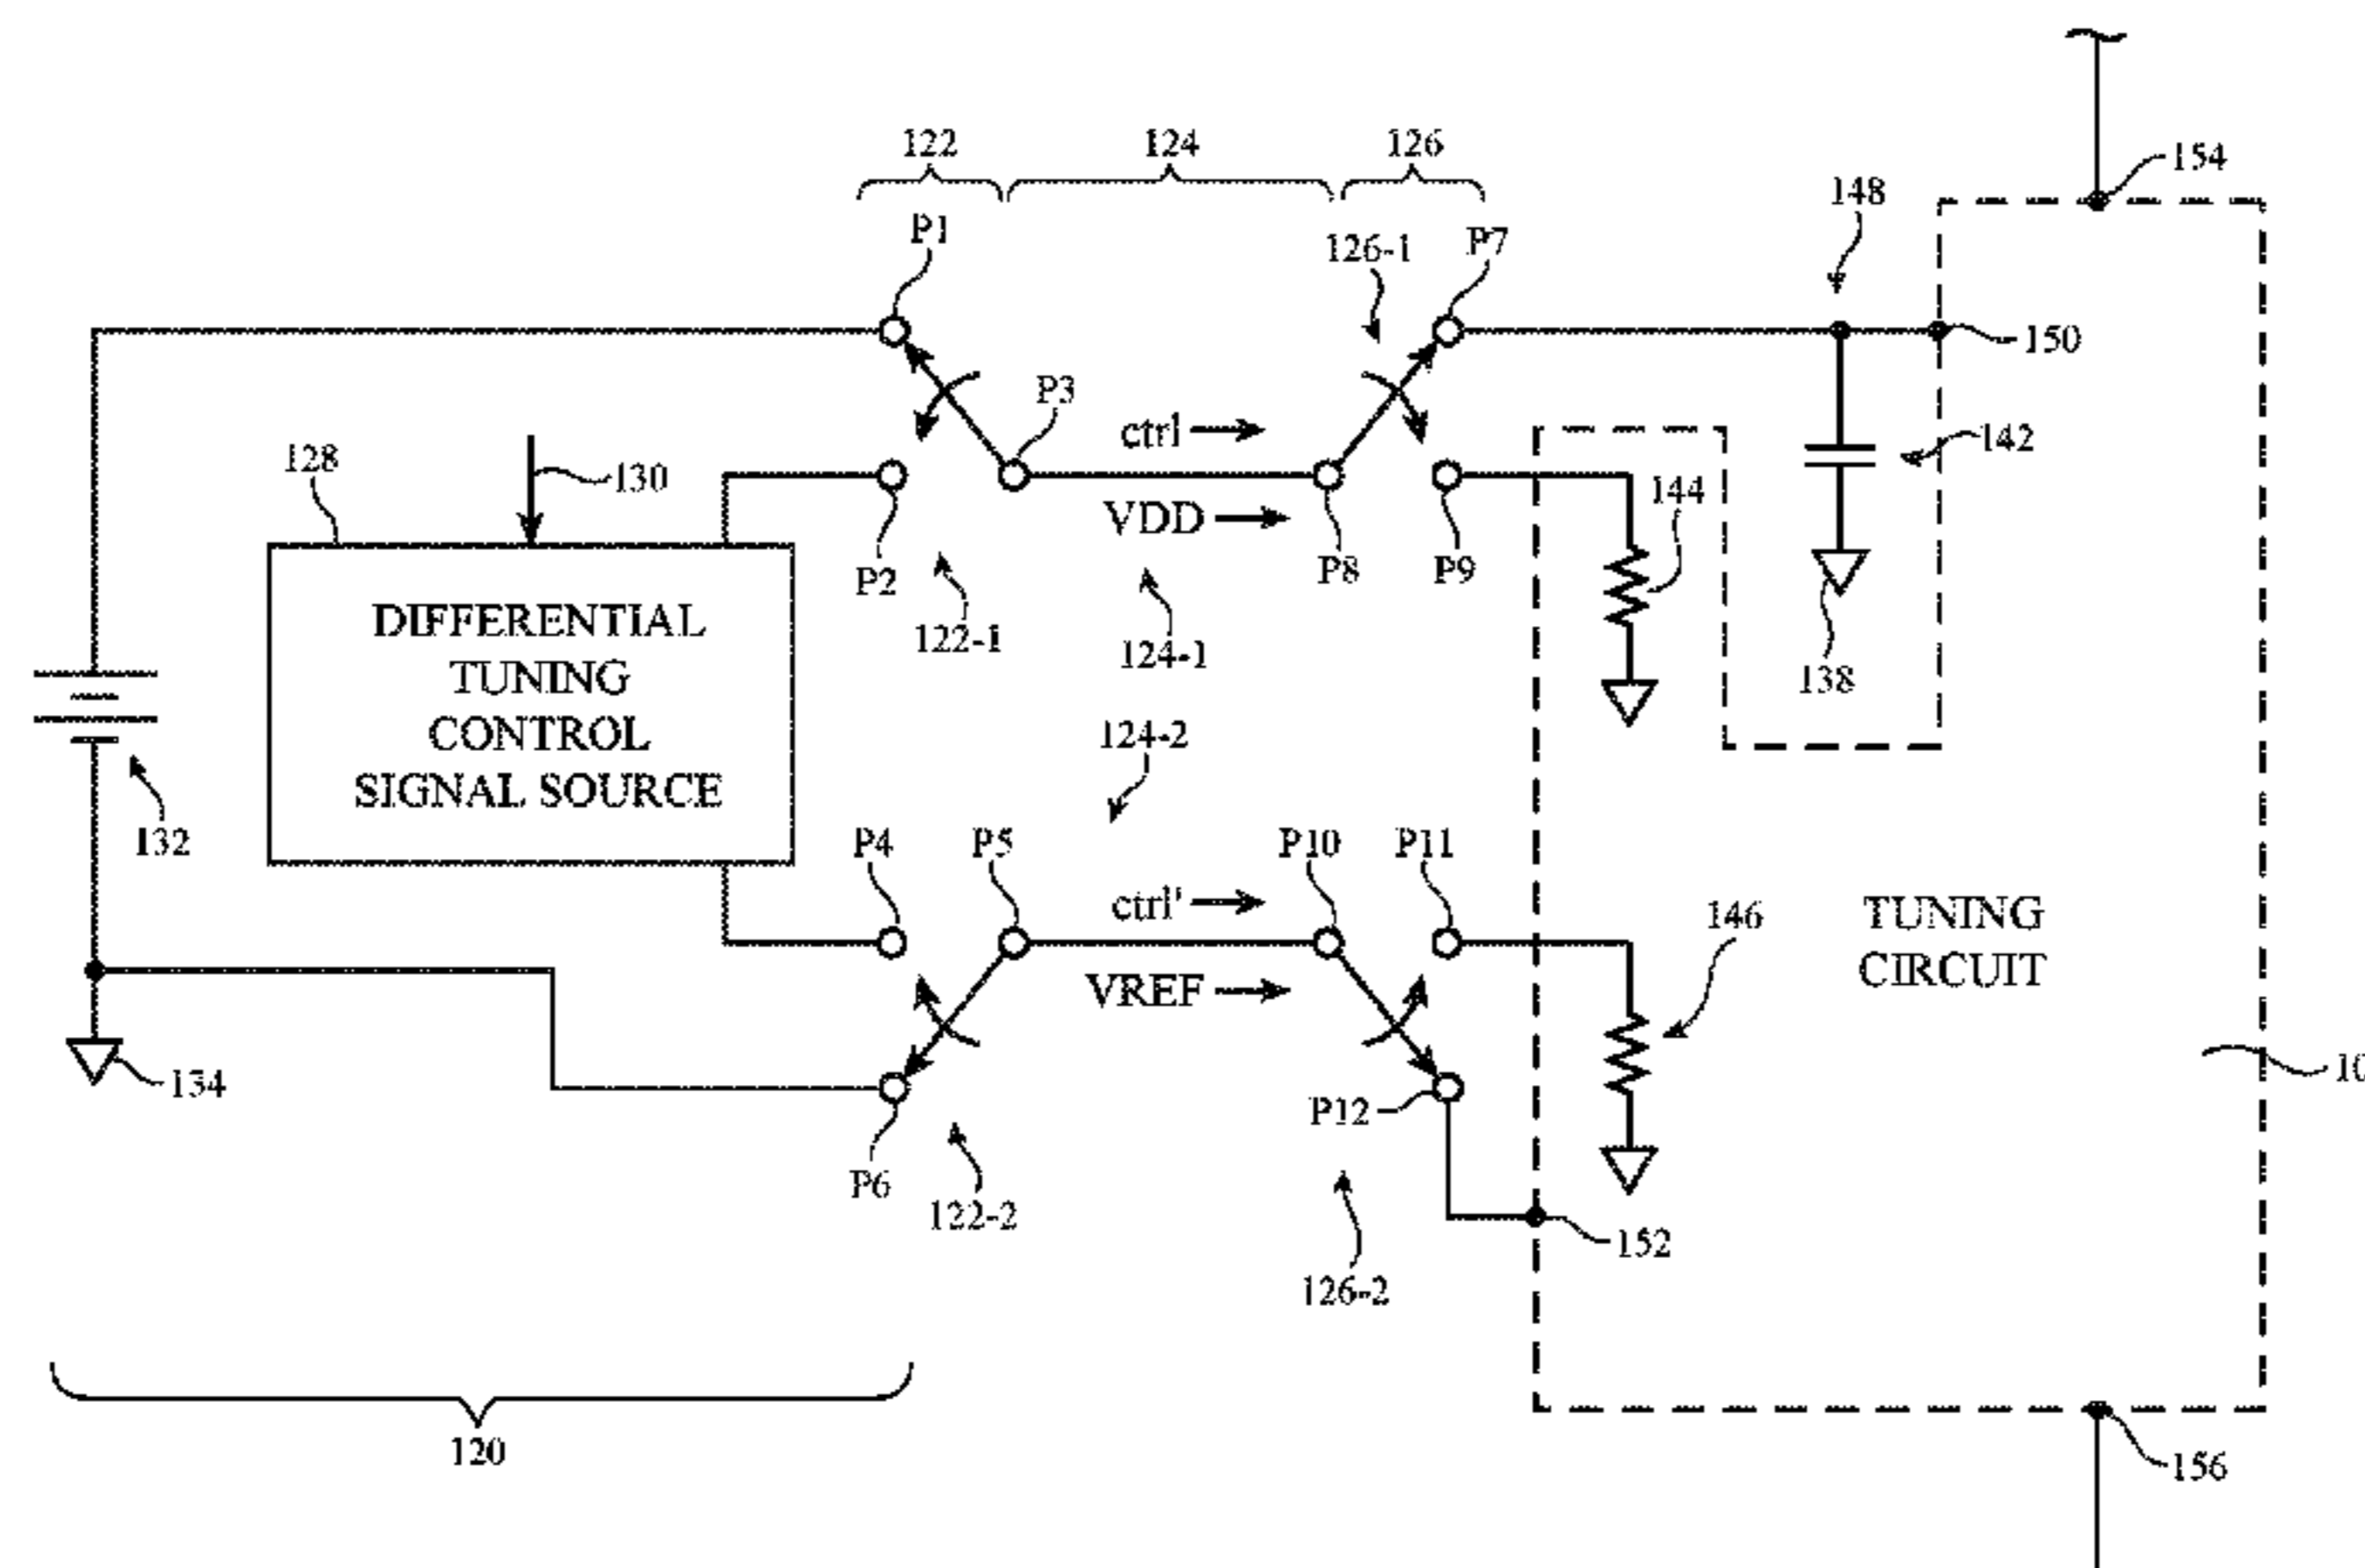 122
124
126
154
148
P1
126-1
P7
150
P3
ctrl
142
128
130
144
VDD
P2
P8
P9
122-1
124-1
138
DIFFERENTIAL
TUNING
CONTROL
SIGNAL SOURCE
124-2
132
P4
P5
P10
P11
ctrl'
146
TUNING
CIRCUIT
VREF
134
P12
10
P6
122-2
152
126-2
120
156